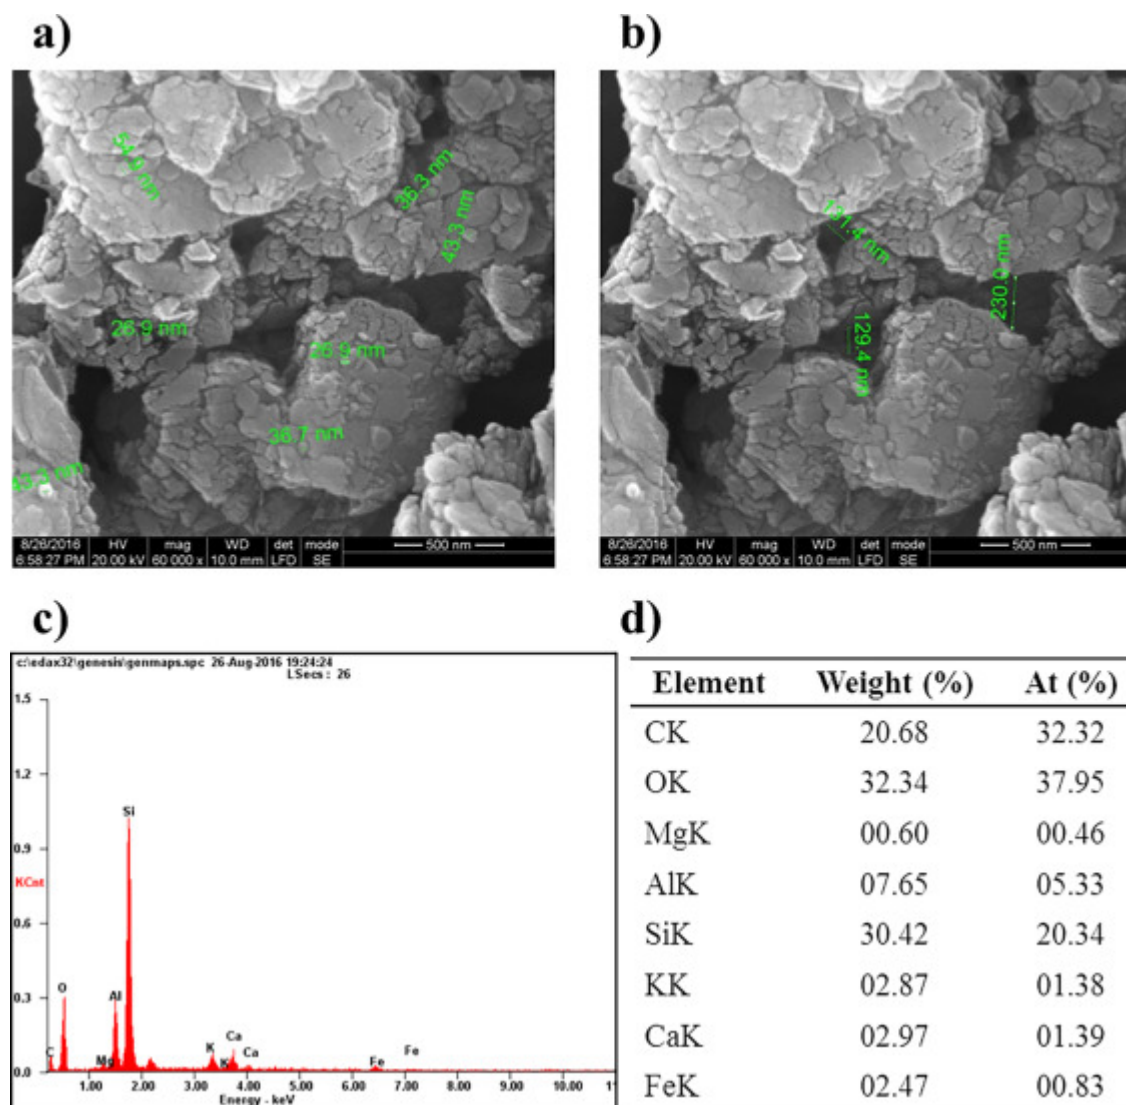 a)
54.9 nm
36.3 nm
43.3 nm
26.9 nm
26.9 nm
36.7 nm
43.3 nm
8/26/2016 HV mag WD det mode
6:58:27 PM 20.00 kV 60 000 x 10.0 mm LFD SE 500 nm
b)
131.4 nm
230.0 nm
129.4 nm
8/26/2016 HV mag WD det mode
6:58:27 PM 20.00 kV 60 000 x 10.0 mm LFD SE 500 nm
c)
c:\edax32\genesis\genmaps.spc 26-Aug-2016 19:24:24
LSecs : 26
1.5
1.2
0.9
KCnt
0.6
0.3
0.0
C O Mg Al Si K K Ca Ca Fe Fe
1.00 2.00 3.00 4.00 5.00 6.00 7.00 8.00 9.00 10.00 1
Energy - keV
d)
Element Weight (%) At (%)
CK 20.68 32.32
OK 32.34 37.95
MgK 00.60 00.46
AlK 07.65 05.33
SiK 30.42 20.34
KK 02.87 01.38
CaK 02.97 01.39
FeK 02.47 00.83